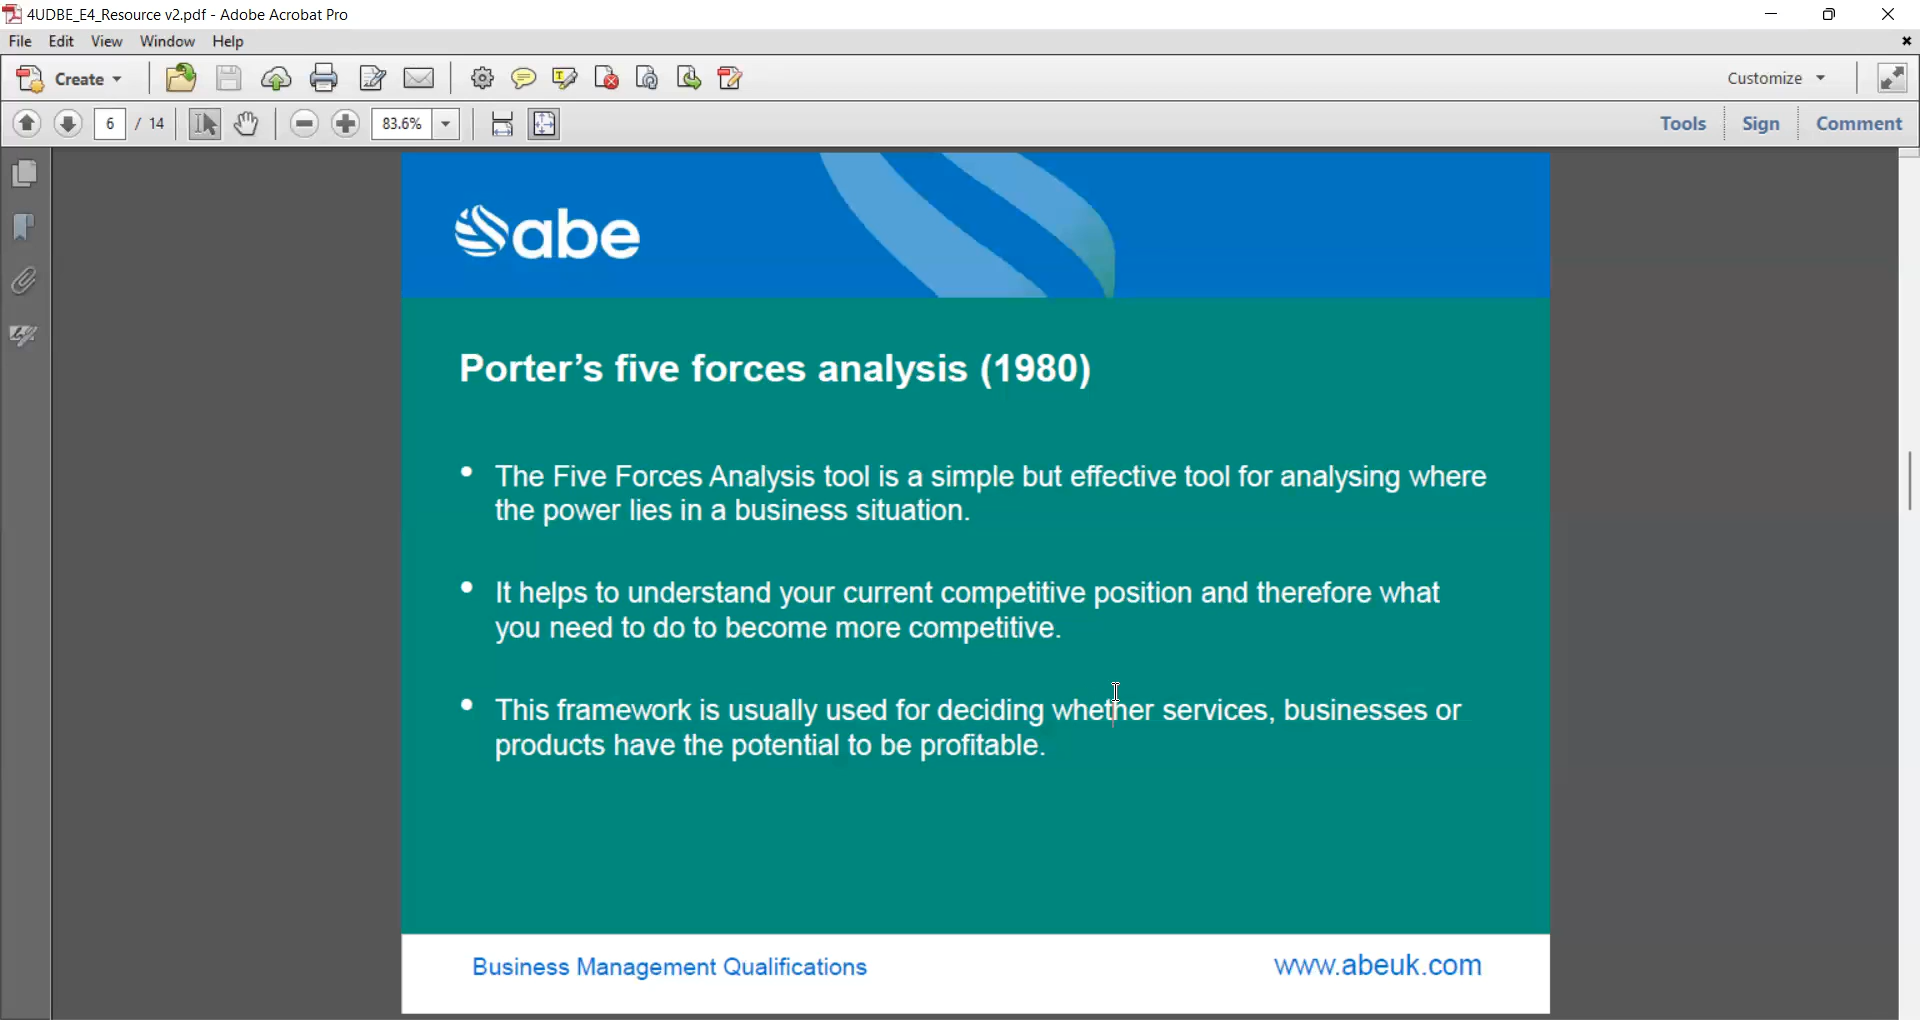 4UDBE_E4_Resource v2.pdf - Adobe Acrobat Pro
File Edit View Window Help
Create Customize
6 / 14 83.6% Tools Sign Comment
abe
Porter's five forces analysis (1980)
• The Five Forces Analysis tool is a simple but effective tool for analysing where
the power lies in a business situation.
• It helps to understand your current competitive position and therefore what
you need to do to become more competitive.
• This framework is usually used for deciding whether services, businesses or
products have the potential to be profitable.
Business Management Qualifications www.abeuk.com